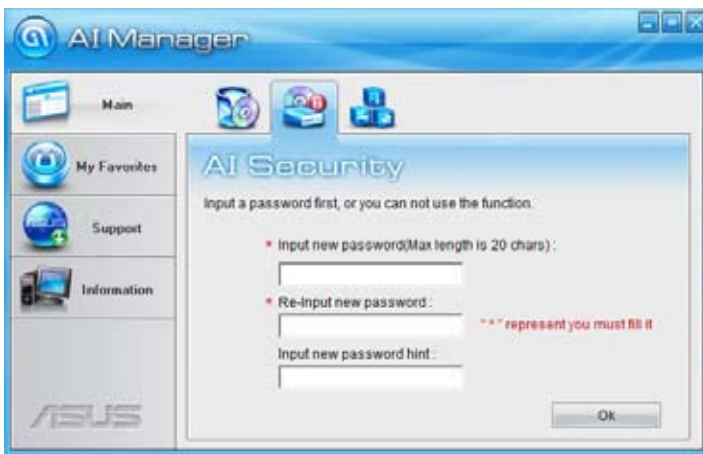 AI Manager
Main
My Favorites
Support
Information
ASUS
AI Security
Input a password first, or you can not use the function.
* Input new password(Max length is 20 chars) :
* Re-Input new password :
" * " represent you must fill it
Input new password hint :
Ok